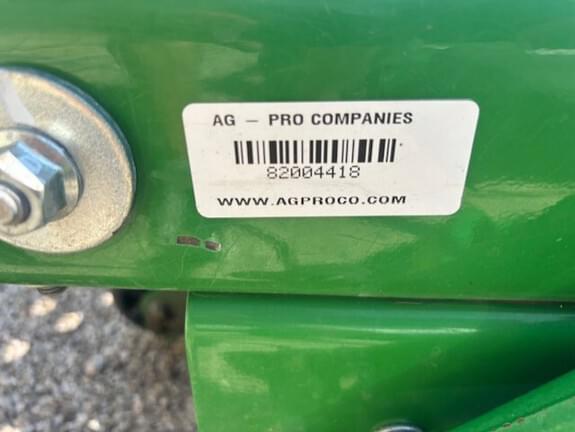 AG – PRO COMPANIES
82004418
WWW.AGPROCO.COM